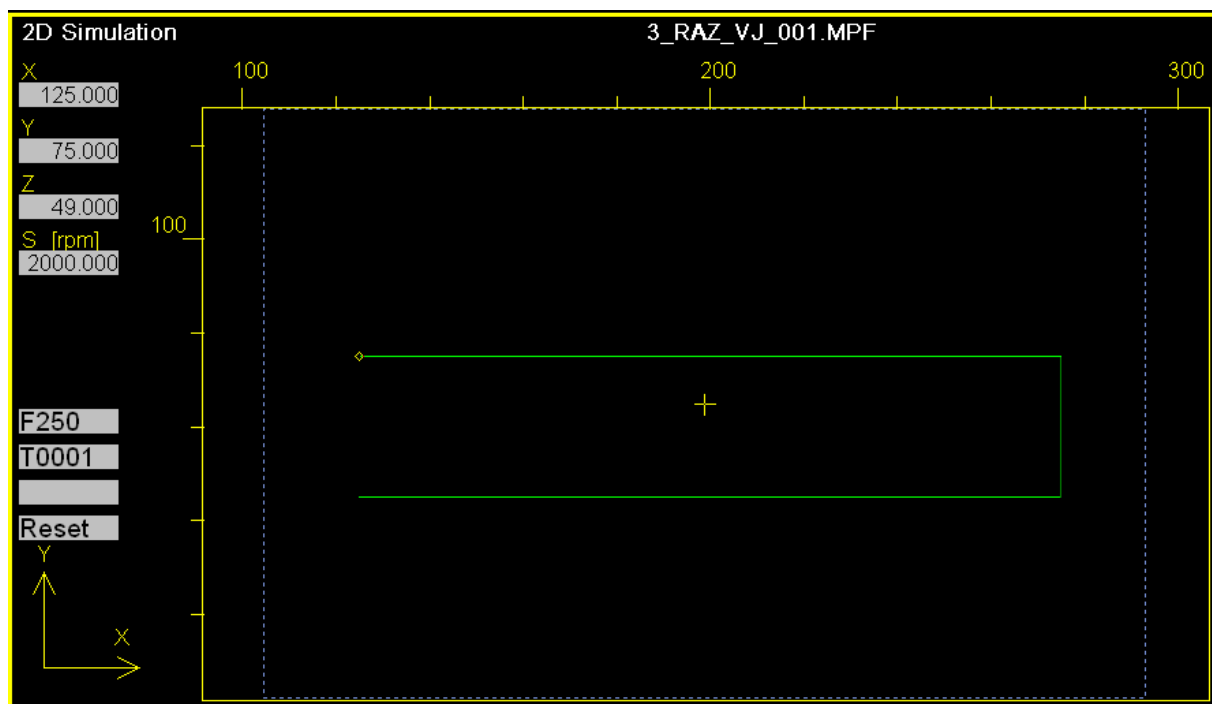 2D Simulation
3_RAZ_VJ_001.MPF
X
125.000
Y
75.000
Z
49.000
S [rpm]
2000.000
100
200
300
100
F250
T0001
Reset
Y
X